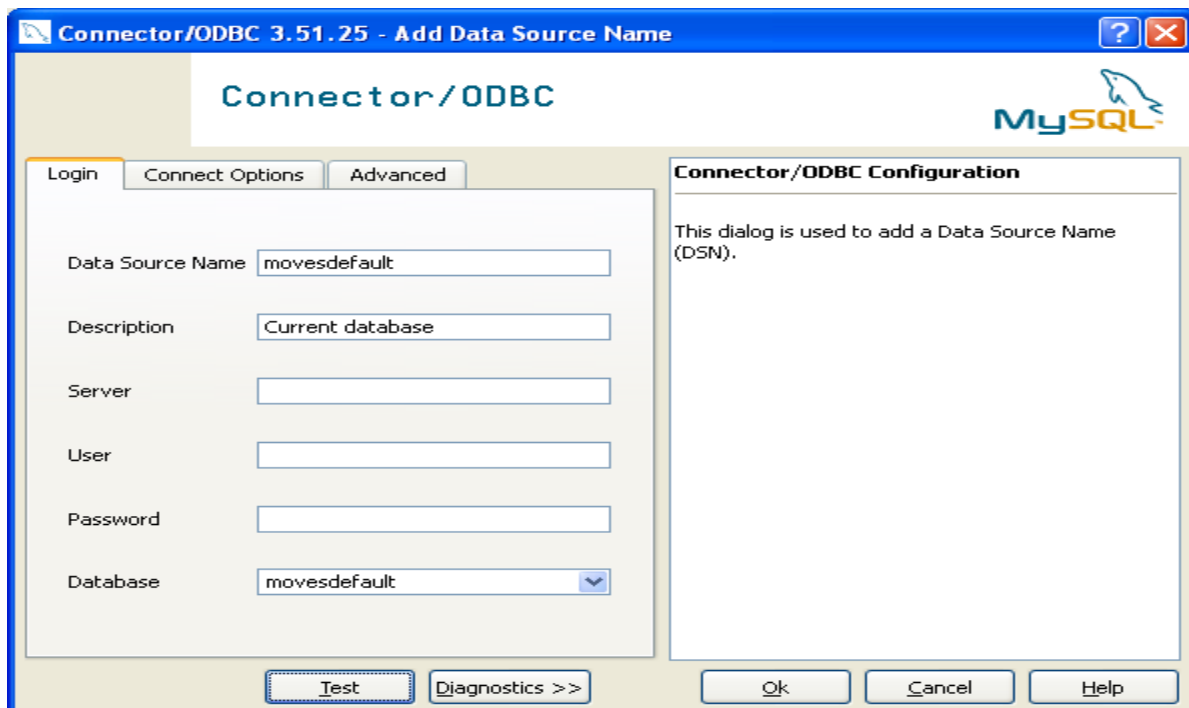 Connector/ODBC 3.51.25 - Add Data Source Name
Connector/ODBC
MySQL
Login Connect Options Advanced
Data Source Name movesdefault
Description Current database
Server
User
Password
Database movesdefault
Connector/ODBC Configuration
This dialog is used to add a Data Source Name
(DSN).
Test Diagnostics >> Ok Cancel Help